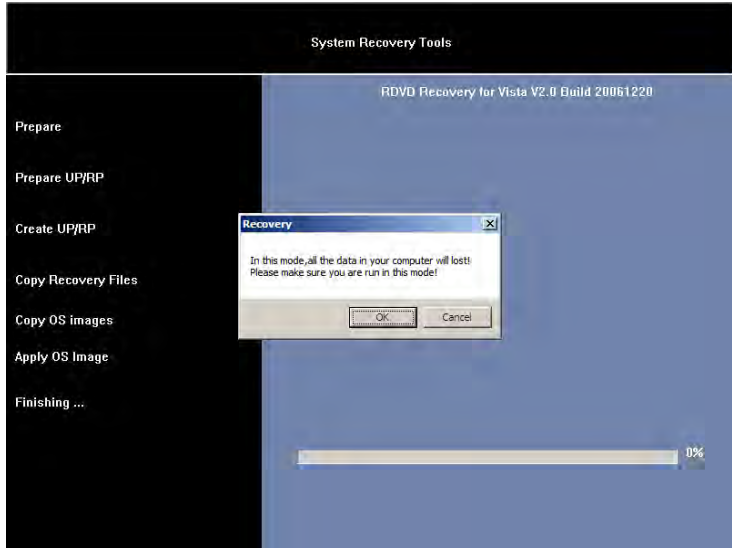 System Recovery Tools
RDVD Recovery for Vista V2.0 Build 20061220
Prepare
Prepare UP/RP
Create UP/RP
Copy Recovery Files
Copy OS images
Apply OS Image
Finishing ...
Recovery
In this mode,all the data in your computer will lost!
Please make sure you are run in this mode!
OK
Cancel
0%